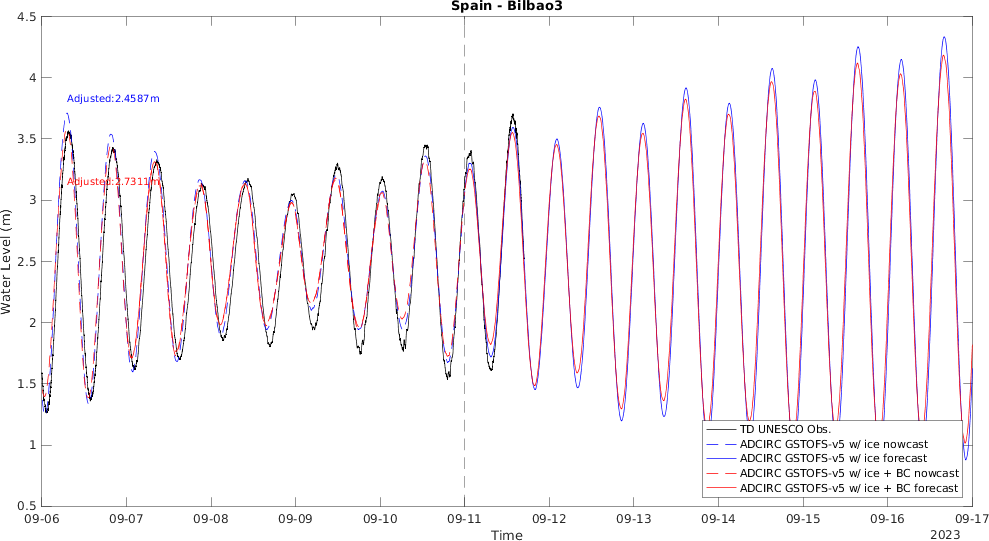 Spain - Bilbao3
4.5
4
3.5
3
2.5
2
1.5
1
0.5
Water Level (m)
Adjusted:2.4587m
Adjusted:2.7311m
TD UNESCO Obs.
ADCIRC GSTOFS-v5 w/ ice nowcast
ADCIRC GSTOFS-v5 w/ ice forecast
ADCIRC GSTOFS-v5 w/ ice + BC nowcast
ADCIRC GSTOFS-v5 w/ ice + BC forecast
09-06 09-07 09-08 09-09 09-10 09-11 09-12 09-13 09-14 09-15 09-16 09-17
Time
2023